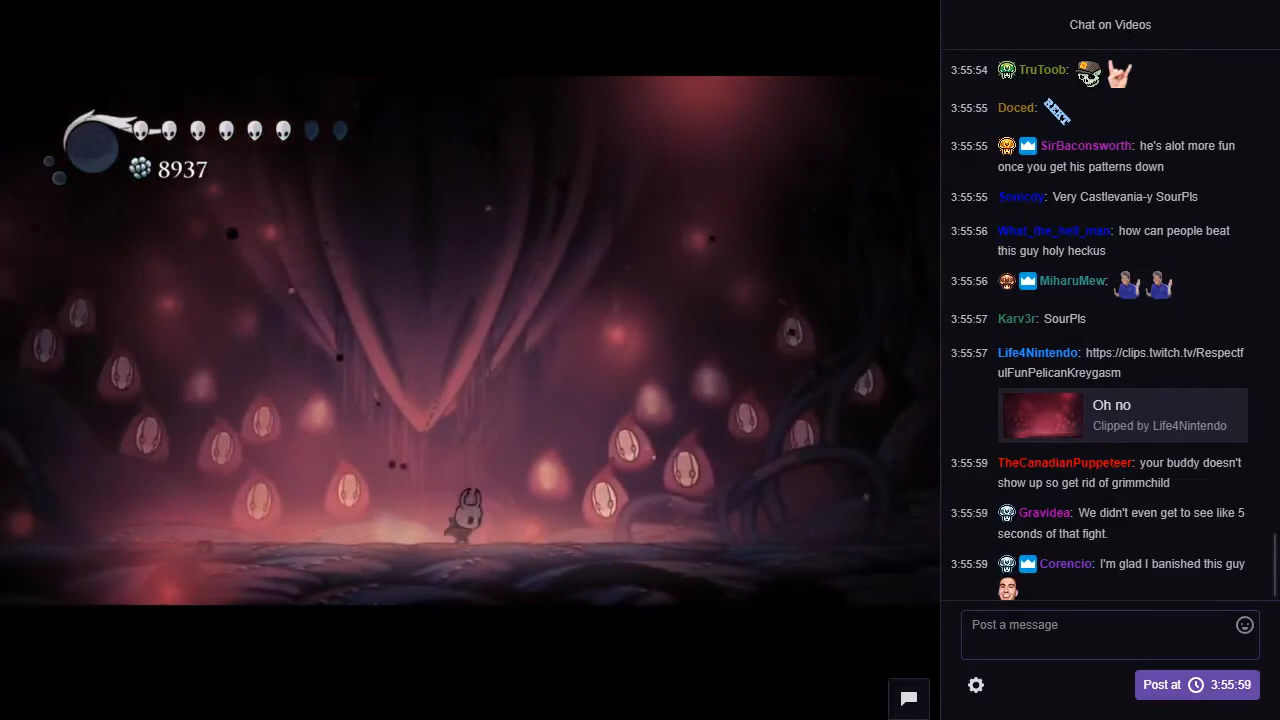 8937
Chat on Videos
3:55:54 TruToob:
3:55:55 Doced:
3:55:55 SirBaconsworth: he's alot more fun
once you get his patterns down
3:55:55 Sonicdy: Very Castlevania-y SourPls
3:55:56 What_the_helf_man: how can people beat
this guy holy heckus
3:55:56 MiharuMew:
3:55:57 Karv3r: SourPls
3:55:57 Life4Nintendo: https://clips.twitch.tv/Respectf
ulFunPelicanKreygasm
Oh no
Clipped by Life4Nintendo
3:55:59 TheCanadianPuppeteer: your buddy doesn't
show up so get rid of grimmchild
3:55:59 Gravidea: We didn't even get to see like 5
seconds of that fight.
3:55:59 Corencio: I'm glad I banished this guy
Post a message
Post at 3:55:59